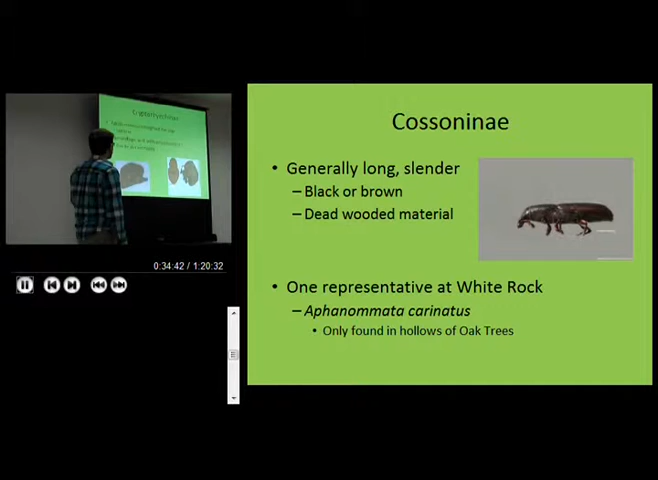 Cossoninae
• Generally long, slender
– Black or brown
– Dead wooded material
• One representative at White Rock
– Aphanommata carinatus
• Only found in hollows of Oak Trees
0:34:42 / 1:20:32